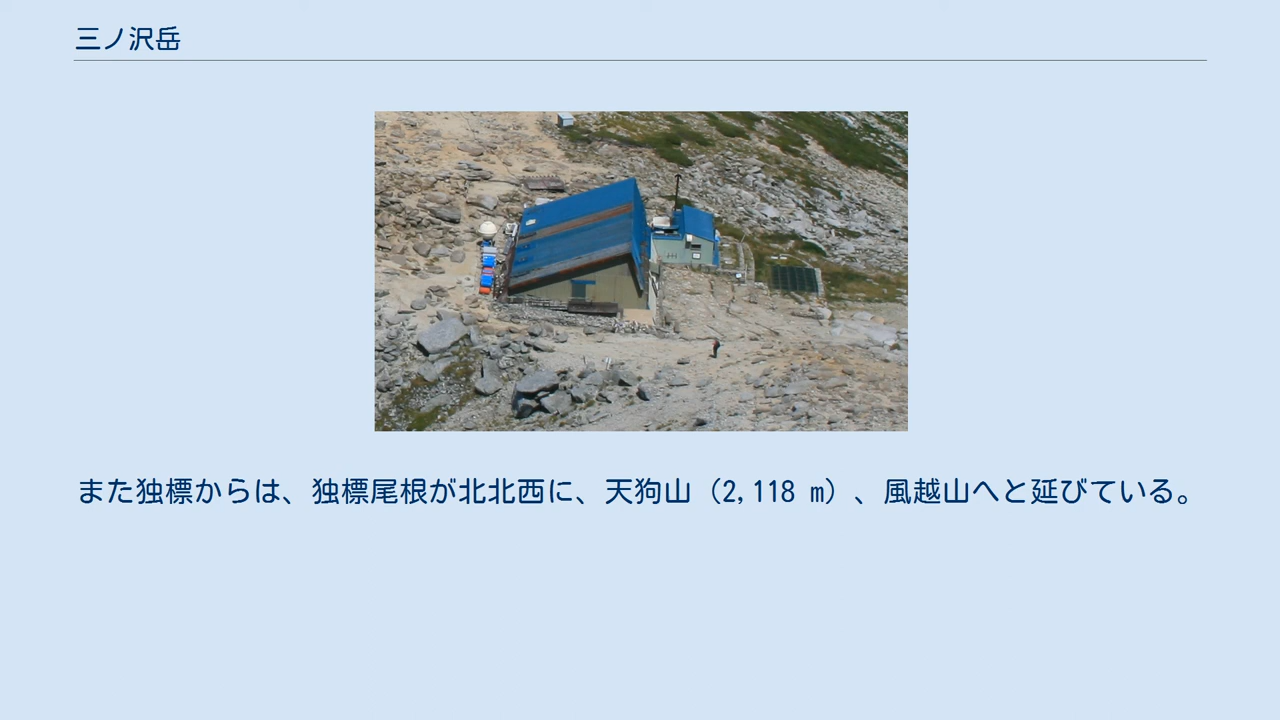 三ノ沢岳
また独標からは、独標尾根が北北西に、天狗山（2,118 m）、風越山へと延びている。